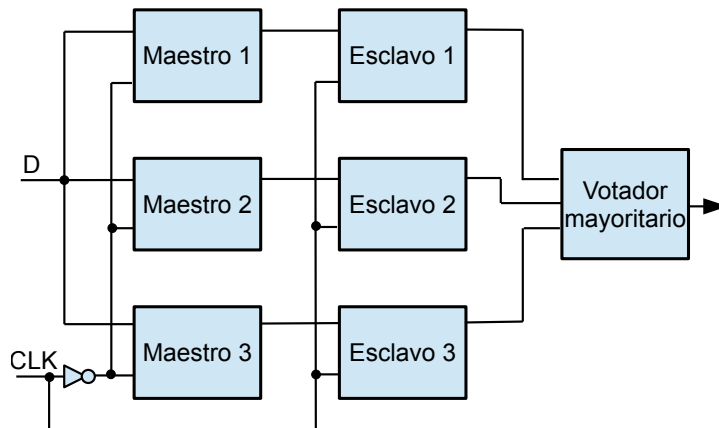 Maestro 1
Esclavo 1
D
Maestro 2
Esclavo 2
Votador
mayoritario
Maestro 3
Esclavo 3
CLK